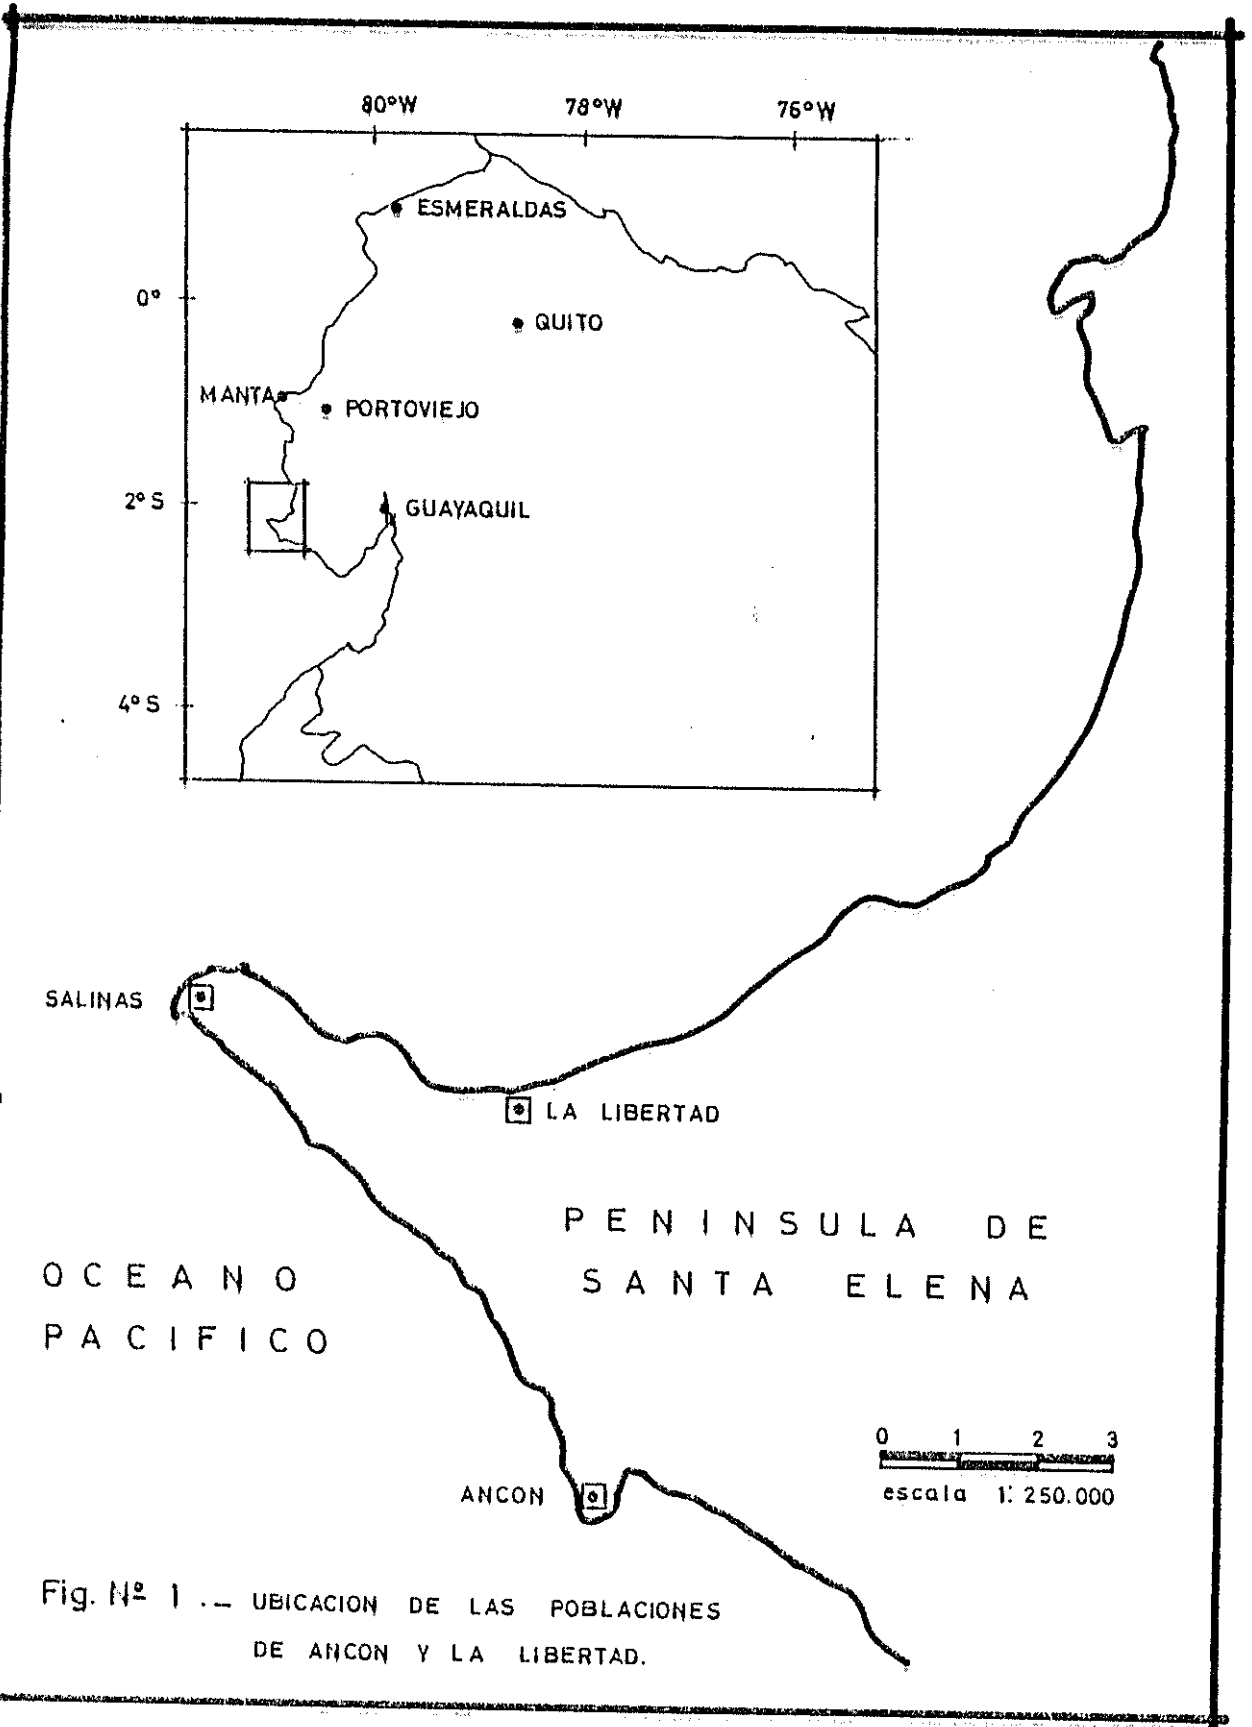 80°W 78°W 76°W
ESMERALDAS
0°
QUITO
MANTA
PORTOVIEJO
2°S
GUAYAQUIL
4°S
SALINAS
LA LIBERTAD
PENINSULA DE
SANTA ELENA
OCEANO
PACIFICO
0 1 2 3
escala 1: 250.000
ANCON
Fig. Nº 1 .- UBICACION DE LAS POBLACIONES
DE ANCON Y LA LIBERTAD.